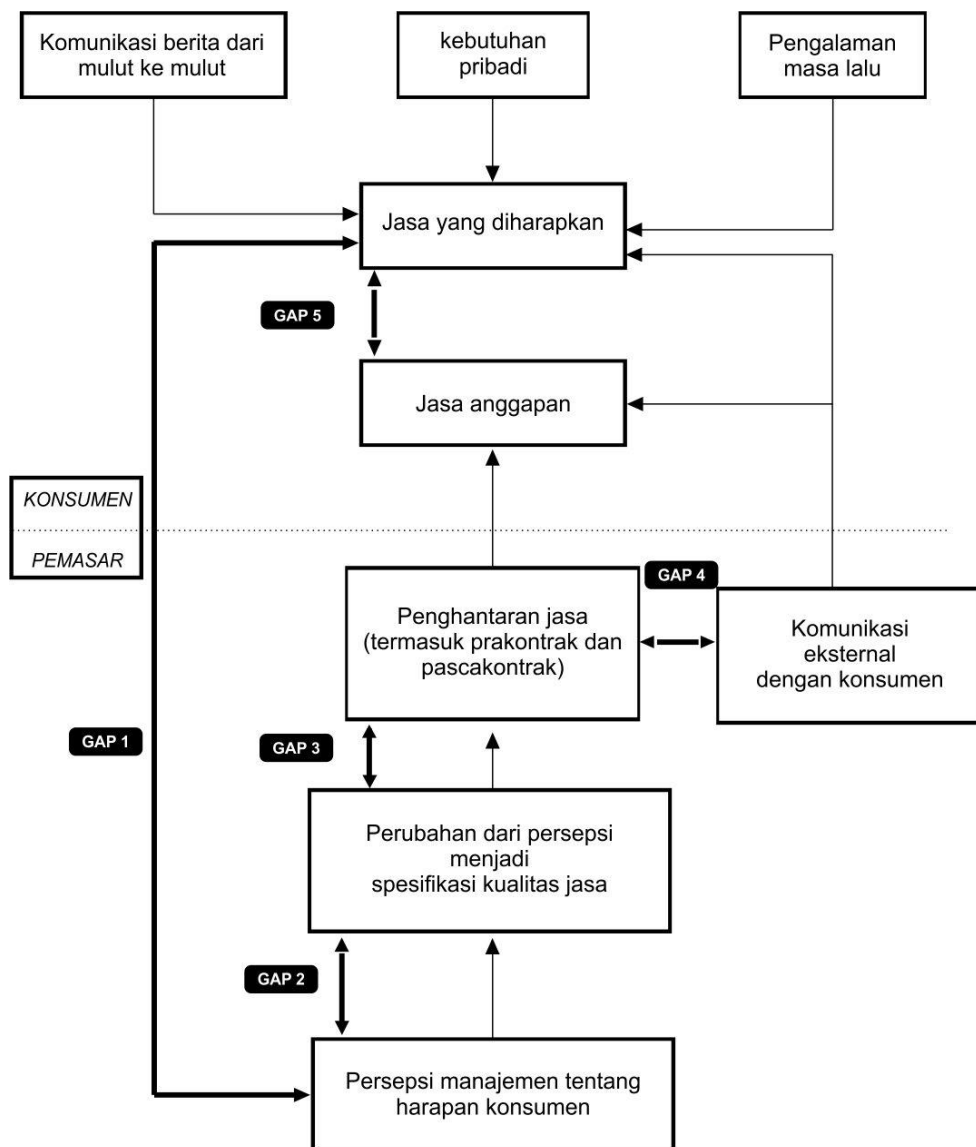 Komunikasi berita dari
mulut ke mulut
kebutuhan
pribadi
Pengalaman
masa lalu
Jasa yang diharapkan
GAP 5
Jasa anggapan
KONSUMEN
PEMASAR
Penghantaran jasa
(termasuk prakontrak dan
pascakontrak)
GAP 4
Komunikasi
eksternal
dengan konsumen
GAP 1
GAP 3
Perubahan dari persepsi
menjadi
spesifikasi kualitas jasa
GAP 2
Persepsi manajemen tentang
harapan konsumen